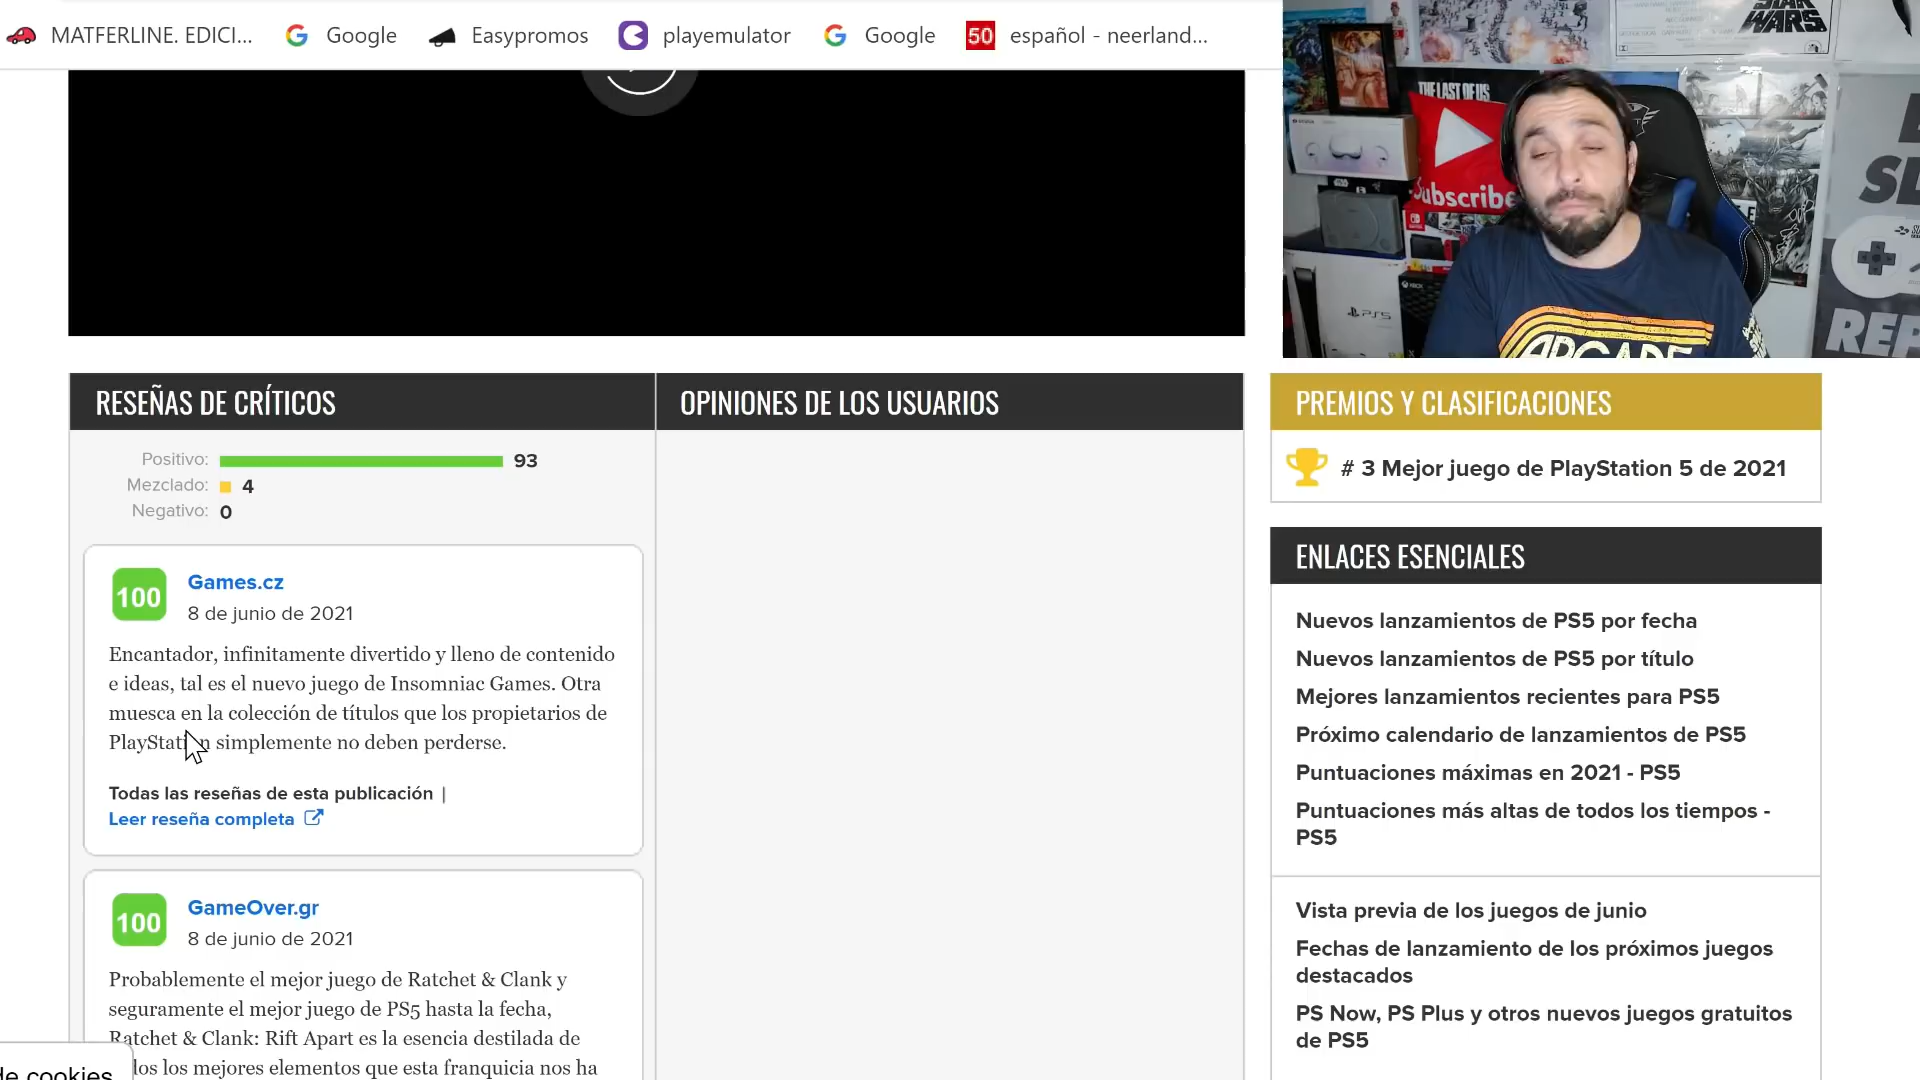 MATFERLINE. EDICI...
Google
Easypromos
playemulator
Google
50 español - neerland...
STAR
WARS
THE LAST OF US
Subscribe
PS5
XBOX
ARCADE
REP
RESEÑAS DE CRÍTICOS
Positivo: 93
Mezclado: 4
Negativo: 0
100
Games.cz
8 de junio de 2021
Encantador, infinitamente divertido y lleno de contenido
e ideas, tal es el nuevo juego de Insomniac Games. Otra
muesca en la colección de títulos que los propietarios de
PlayStation simplemente no deben perderse.
Todas las reseñas de esta publicación |
Leer reseña completa
100
GameOver.gr
8 de junio de 2021
Probablemente el mejor juego de Ratchet & Clank y
seguramente el mejor juego de PS5 hasta la fecha,
Ratchet & Clank: Rift Apart es la esencia destilada de
dos los mejores elementos que esta franquicia nos ha
de cookies
OPINIONES DE LOS USUARIOS
PREMIOS Y CLASIFICACIONES
# 3 Mejor juego de PlayStation 5 de 2021
ENLACES ESENCIALES
Nuevos lanzamientos de PS5 por fecha
Nuevos lanzamientos de PS5 por título
Mejores lanzamientos recientes para PS5
Próximo calendario de lanzamientos de PS5
Puntuaciones máximas en 2021 - PS5
Puntuaciones más altas de todos los tiempos -
PS5
Vista previa de los juegos de junio
Fechas de lanzamiento de los próximos juegos
destacados
PS Now, PS Plus y otros nuevos juegos gratuitos
de PS5